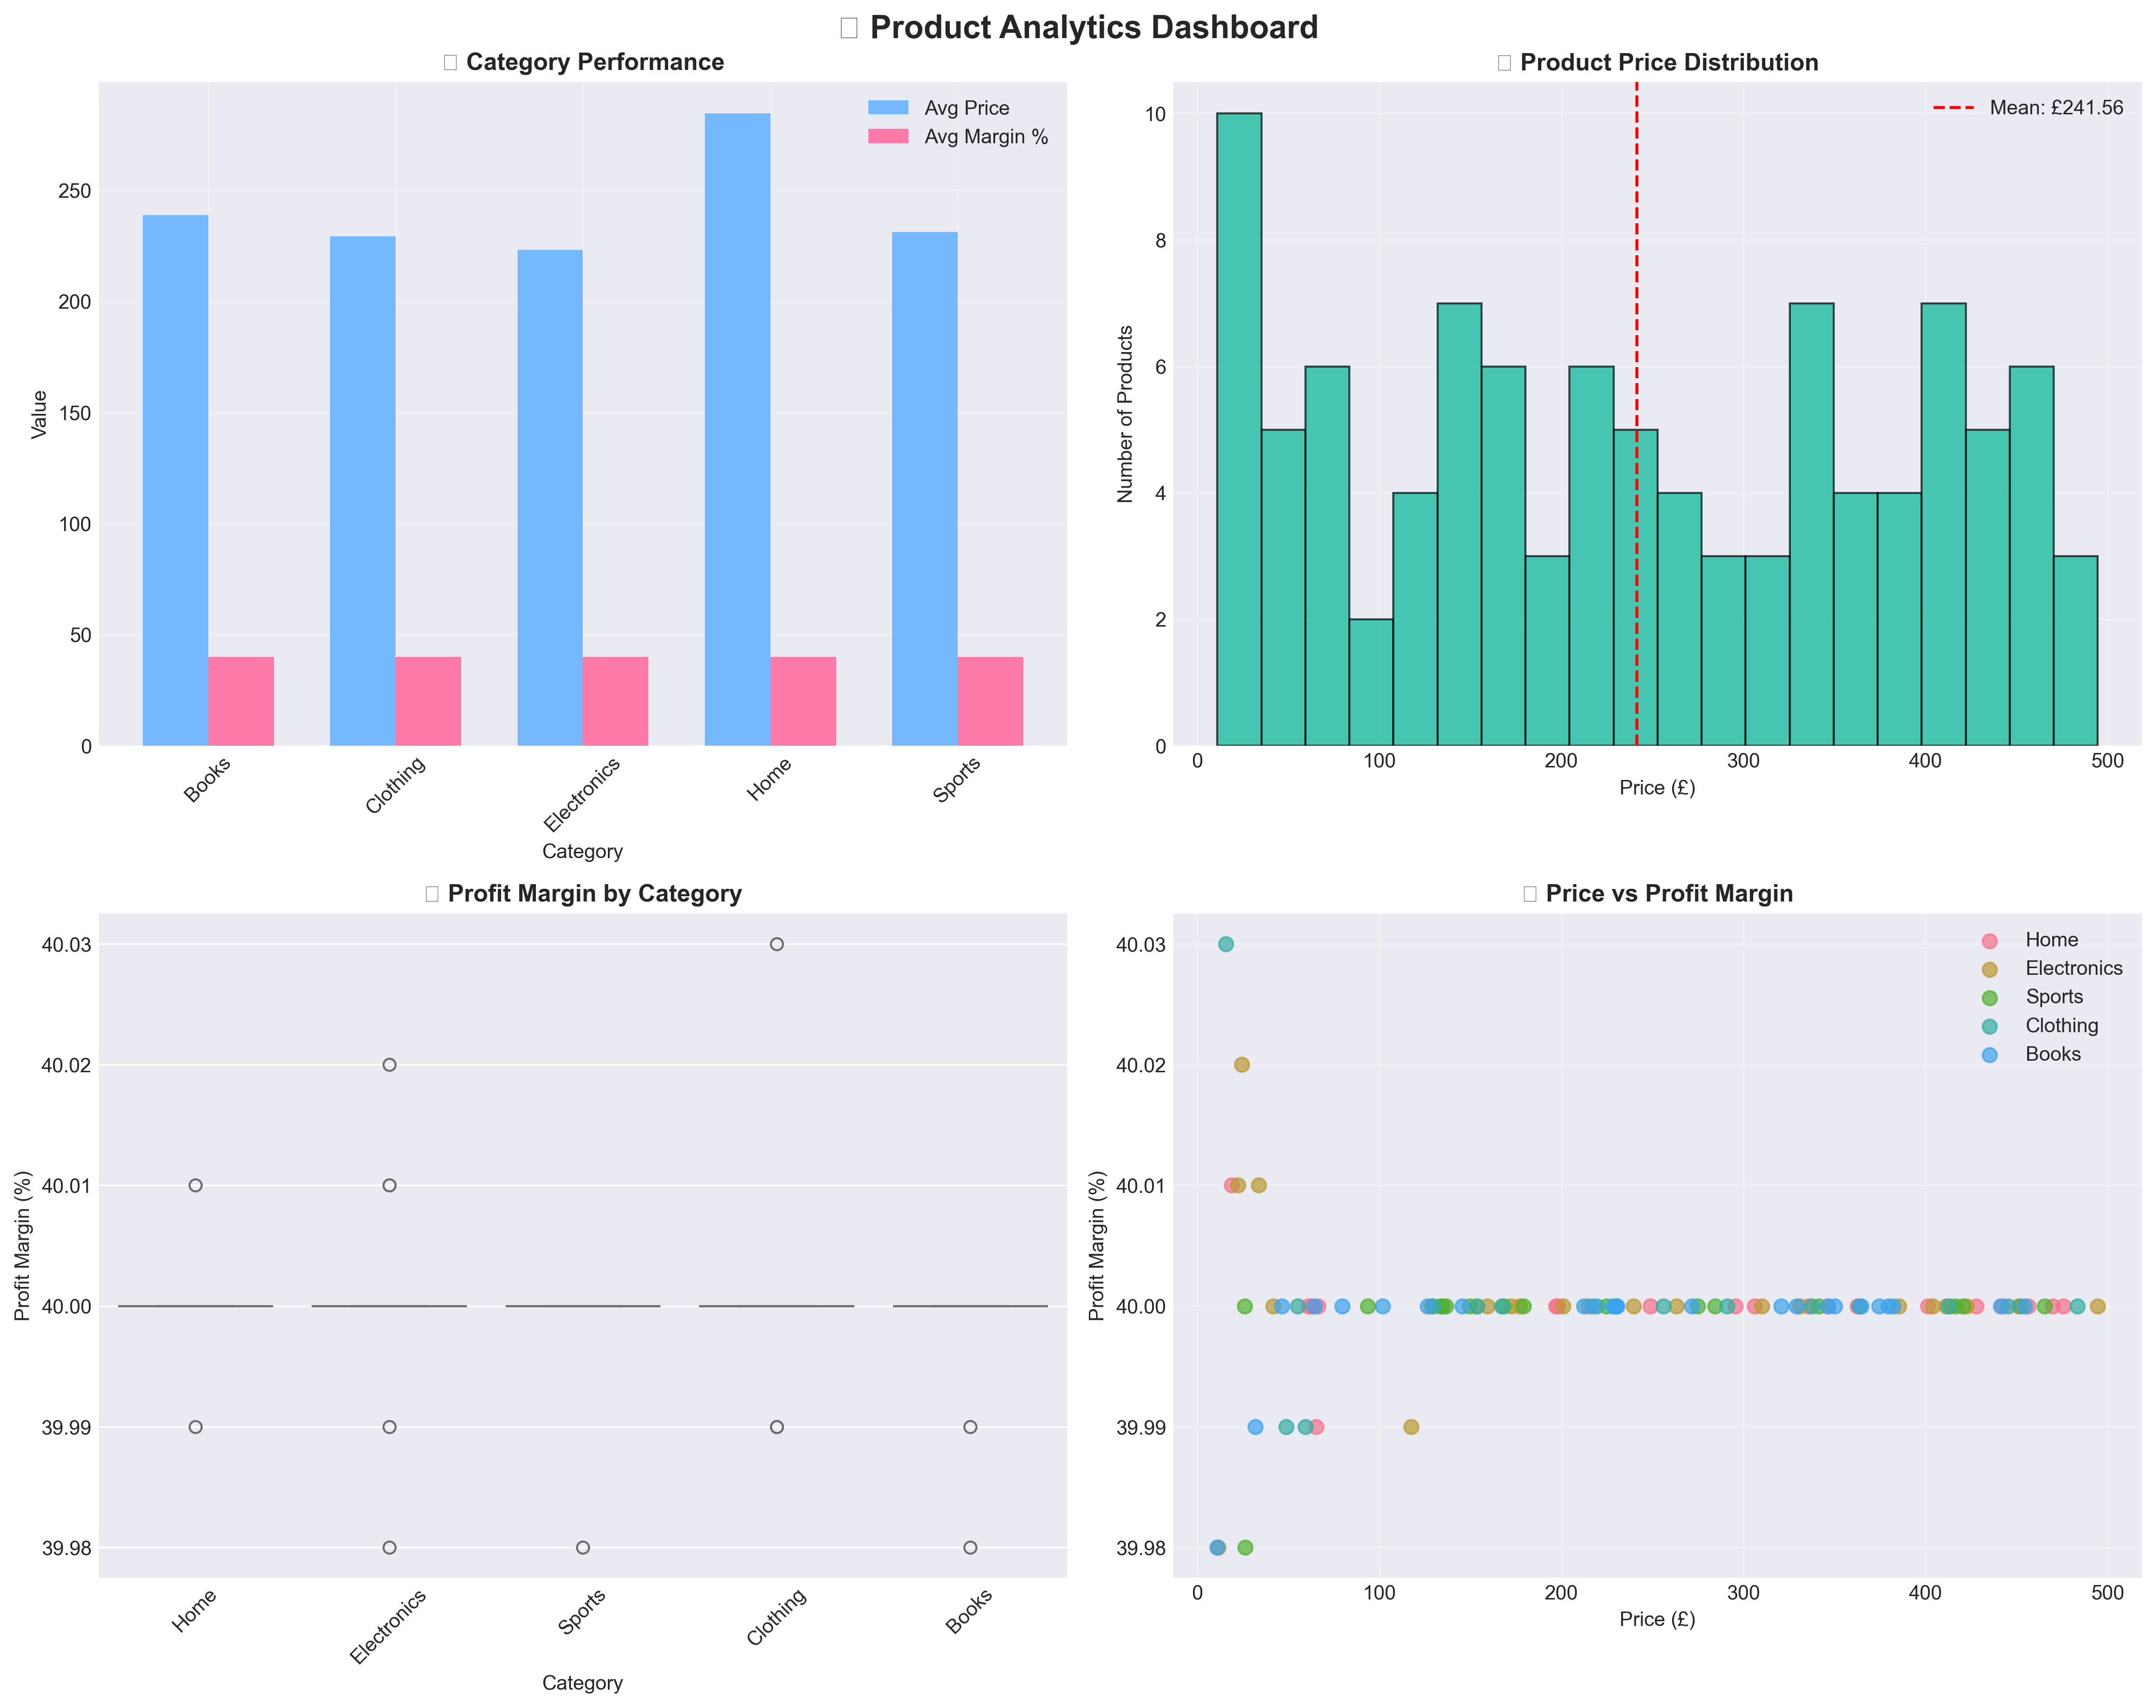 Product Analytics Dashboard
Category Performance
Avg Price
Avg Margin %
250
200
150
100
50
0
Value
Books
Clothing
Electronics
Home
Sports
Category
Product Price Distribution
Mean: £241.56
10
8
6
4
2
0
Number of Products
0
100
200
300
400
500
Price (£)
Profit Margin by Category
40.03
40.02
40.01
40.00
39.99
39.98
Profit Margin (%)
Home
Electronics
Sports
Clothing
Books
Category
Price vs Profit Margin
Home
Electronics
Sports
Clothing
Books
40.03
40.02
40.01
40.00
39.99
39.98
Profit Margin (%)
0
100
200
300
400
500
Price (£)